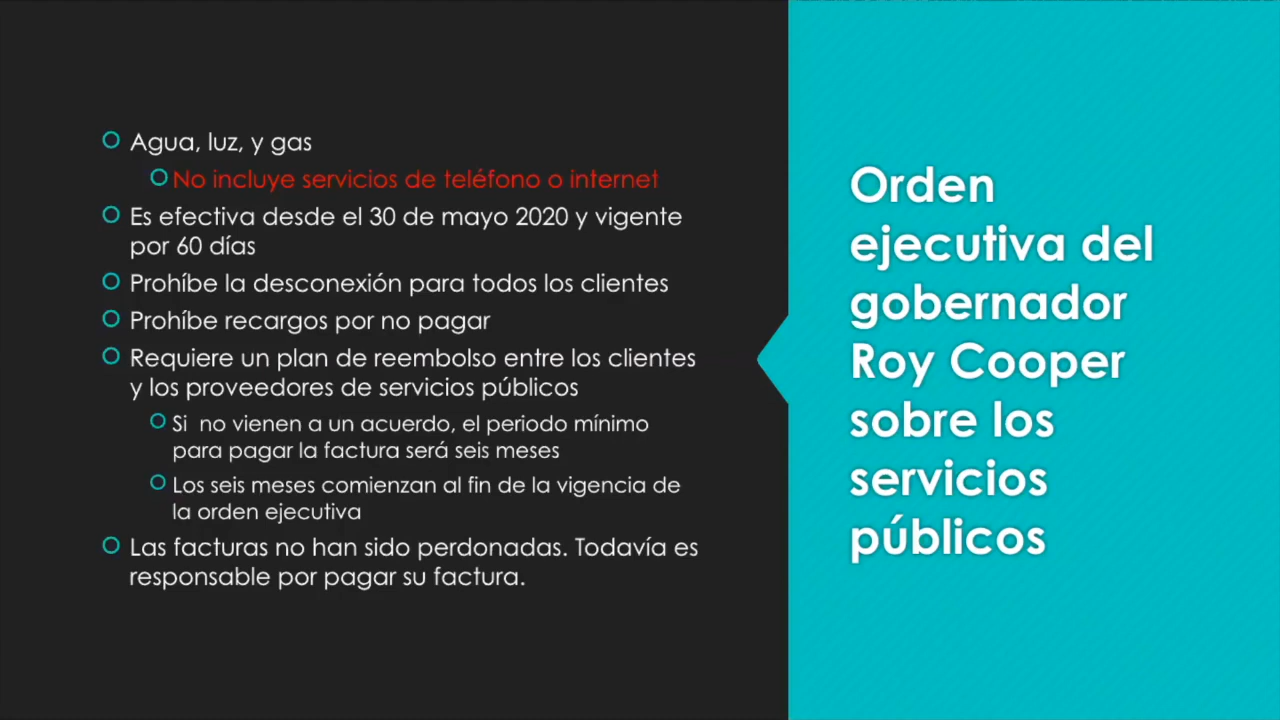 Agua, luz, y gas
No incluye servicios de teléfono o internet
Es efectiva desde el 30 de mayo 2020 y vigente
por 60 días
Prohíbe la desconexión para todos los clientes
Prohíbe recargos por no pagar
Requiere un plan de reembolso entre los clientes
y los proveedores de servicios públicos
Si no vienen a un acuerdo, el periodo mínimo
para pagar la factura será seis meses
Los seis meses comienzan al fin de la vigencia de
la orden ejecutiva
Las facturas no han sido perdonadas. Todavía es
responsable por pagar su factura.
Orden
ejecutiva del
gobernador
Roy Cooper
sobre los
servicios
públicos